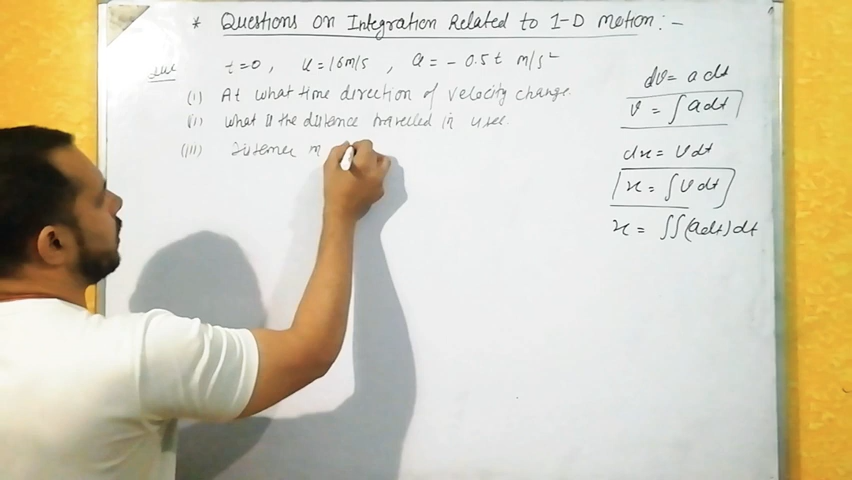 * Questions on Integration Related to 1-D Motion:-
Que t=0, u=16m/s, a = - 0.5t m/s²
(i) At what time direction of velocity change.
(ii) What is the distance travelled in 4 sec.
(iii) Distance in
dv = a dt
v = ∫ a dt
dx = v dt
x = ∫ v dt
x = ∫∫(a dt) dt